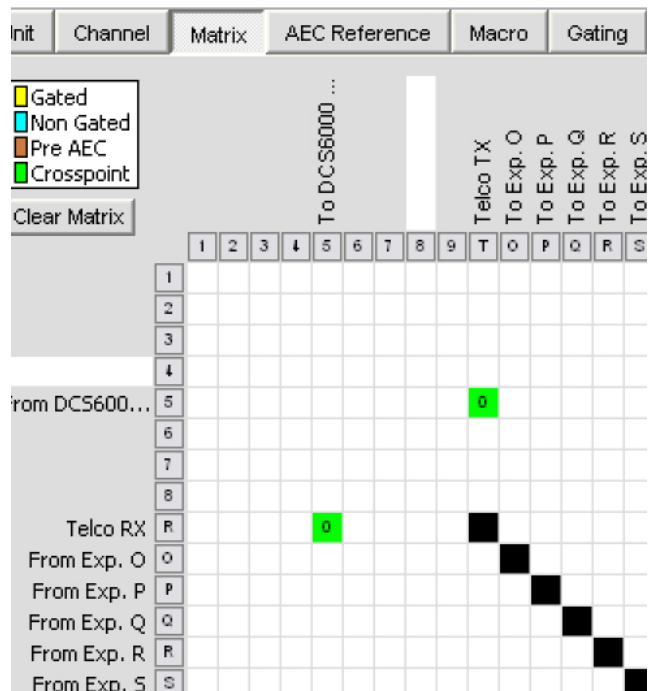 nit Channel Matrix AEC Reference Macro Gating
Gated
Non Gated
Pre AEC
Crosspoint
Clear Matrix
To DCS6000 ...
Telco TX
To Exp. O
To Exp. P
To Exp. Q
To Exp. R
To Exp. S
1 2 3 4 5 6 7 8 9 T O P Q R S
1
2
3
4
From DCS600... 5 0
6
7
8
Telco RX R 0
From Exp. O O
From Exp. P P
From Exp. Q Q
From Exp. R R
From Exp. S S